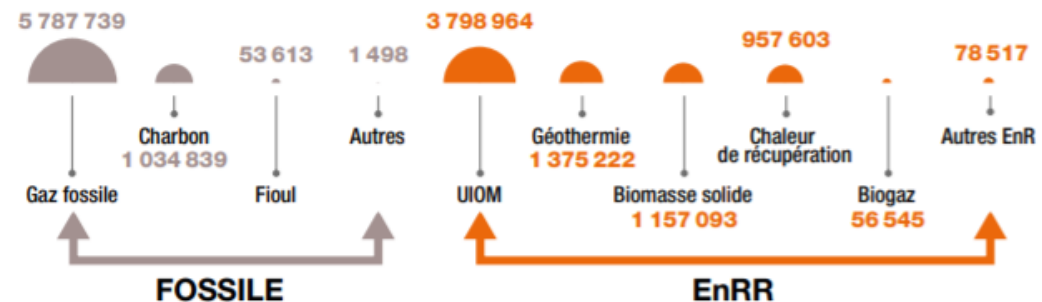 5 787 739
53 613
1 498
3 798 964
957 603
78 517
Charbon
1 034 839
Autres
Géothermie
1 375 222
Chaleur
de récupération
Autres EnR
Gaz fossile
Fioul
UIOM
Biomasse solide
1 157 093
Biogaz
56 545
FOSSILE
EnRR